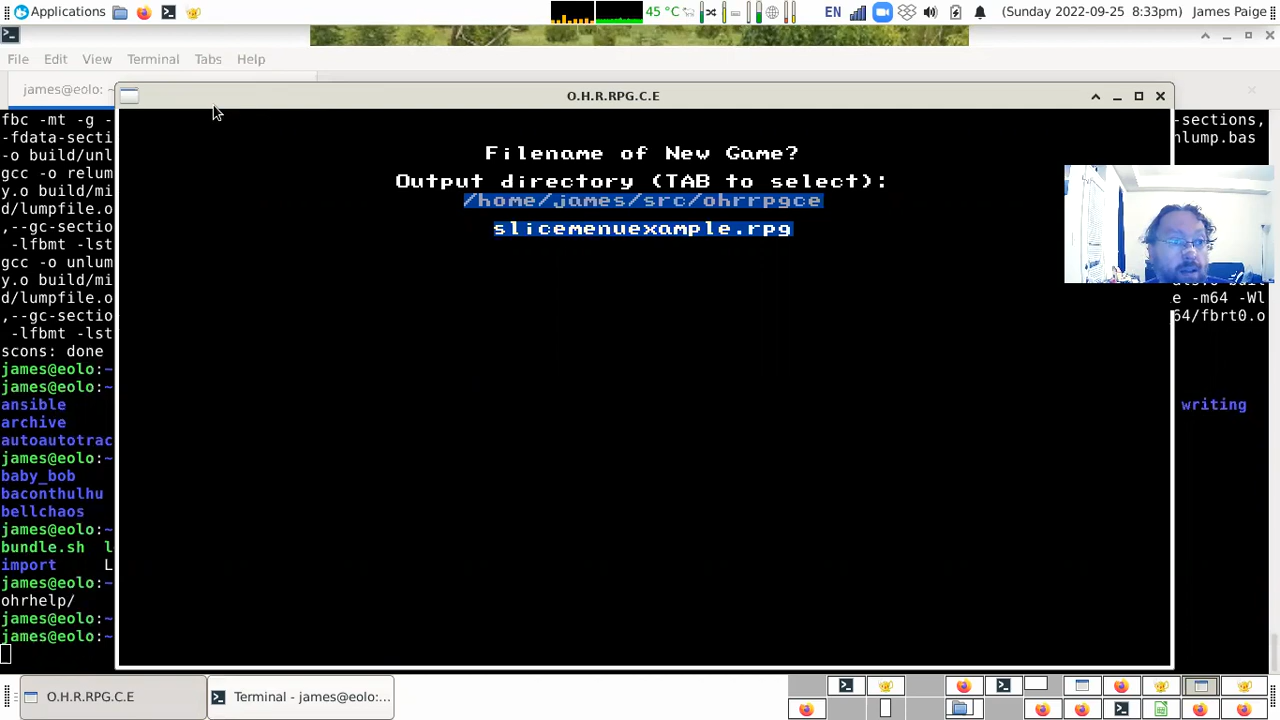 Applications
45 °C
EN
(Sunday 2022-09-25 8:33pm)
James Paige
File Edit View Terminal Tabs Help
james@eolo:
O.H.R.RPG.C.E
Filename of New Game?
Output directory (TAB to select):
/home/james/src/ohrrpgce
slicemenuexample.rpg
fbc -mt -g -
-sections,
-fdata-secti
nlump.bas
-o build/unl
gcc -o relum
y.o build/mi
d/lumpfile.o
,--gc-sectio
-lfbmt -lst
gcc -o unlum
y.o build/mi
e -m64 -Wl
d/lumpfile.o
64/fbrt0.o
,--gc-sectio
-lfbmt -lst
scons: done
james@eolo:~
james@eolo:~
ansible
writing
archive
autoautotrac
james@eolo:~
baby_bob
baconthulhu
bellchaos
james@eolo:~
bundle.sh l
import L
james@eolo:~
ohrhelp/
james@eolo:~
james@eolo:~
O.H.R.RPG.C.E
Terminal - james@eolo:...